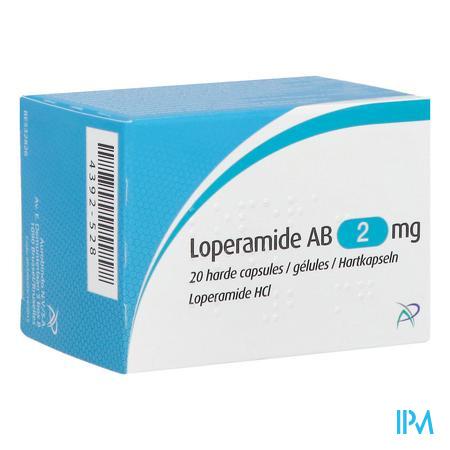 Loperamide AB 2 mg
20 harde capsules / gélules / Hartkapseln
Loperamide HCl
4392-528
IPM